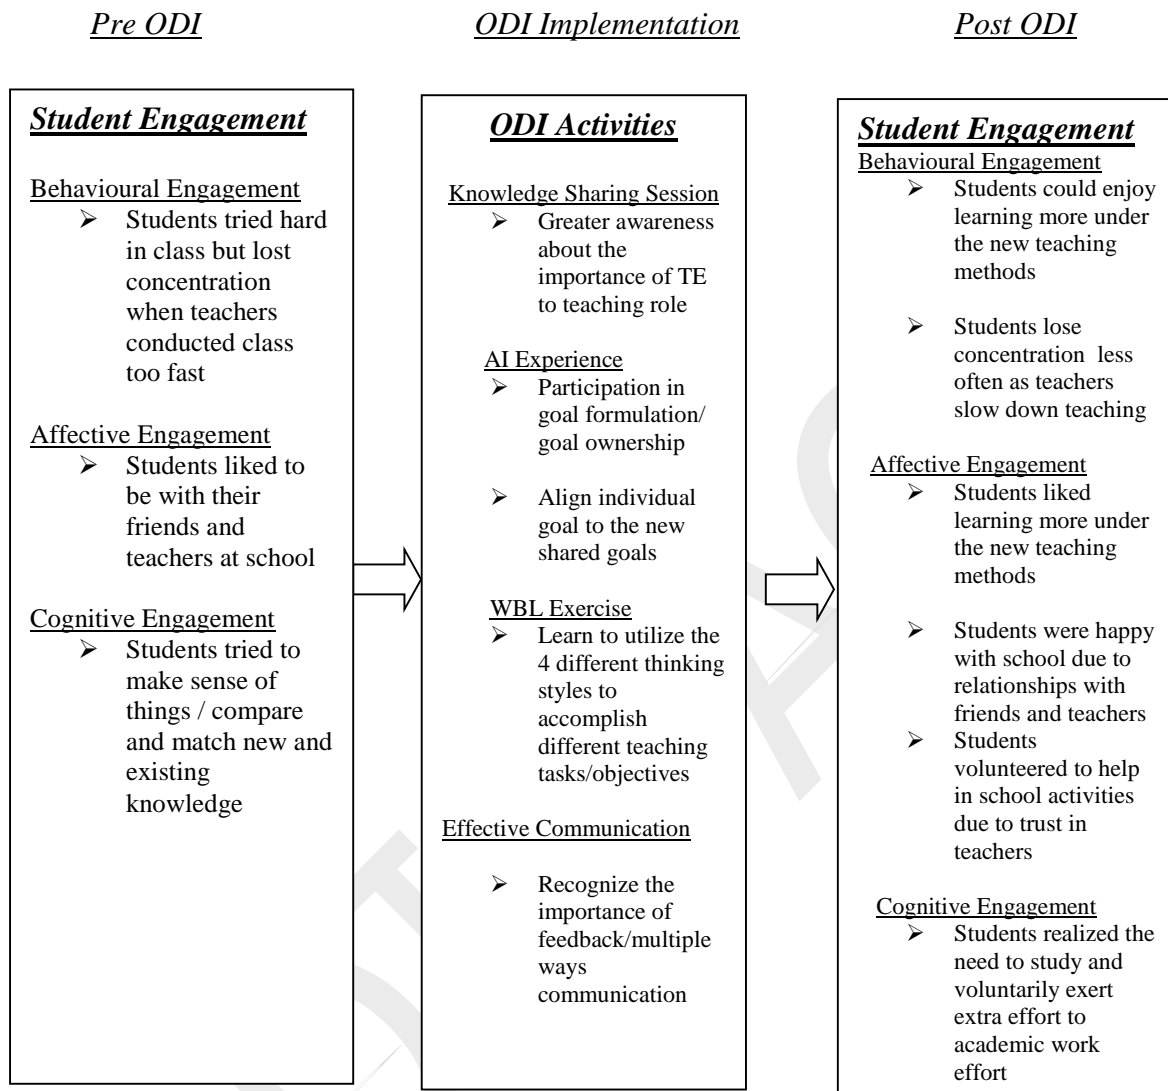 Pre ODI
ODI Implementation
Post ODI
Student Engagement
Behavioural Engagement
➢ Students tried hard
in class but lost
concentration
when teachers
conducted class
too fast
Affective Engagement
➢ Students liked to
be with their
friends and
teachers at school
Cognitive Engagement
➢ Students tried to
make sense of
things / compare
and match new and
existing
knowledge
ODI Activities
Knowledge Sharing Session
➢ Greater awareness
about the
importance of TE
to teaching role
AI Experience
➢ Participation in
goal formulation/
goal ownership
➢ Align individual
goal to the new
shared goals
WBL Exercise
➢ Learn to utilize the
4 different thinking
styles to
accomplish
different teaching
tasks/objectives
Effective Communication
➢ Recognize the
importance of
feedback/multiple
ways
communication
Student Engagement
Behavioural Engagement
➢ Students could enjoy
learning more under
the new teaching
methods
➢ Students lose
concentration less
often as teachers
slow down teaching
Affective Engagement
➢ Students liked
learning more under
the new teaching
methods
➢ Students were happy
with school due to
relationships with
friends and teachers
➢ Students
volunteered to help
in school activities
due to trust in
teachers
Cognitive Engagement
➢ Students realized the
need to study and
voluntarily exert
extra effort to
academic work
effort